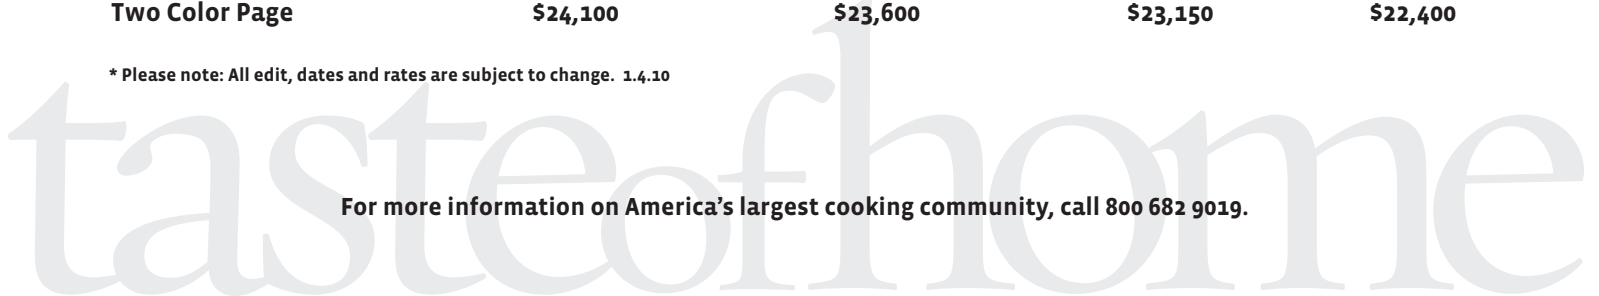 Two Color Page $24,100 $23,600 $23,150 $22,400
* Please note: All edit, dates and rates are subject to change. 1.4.10
tasteofhome
For more information on America’s largest cooking community, call 800 682 9019.